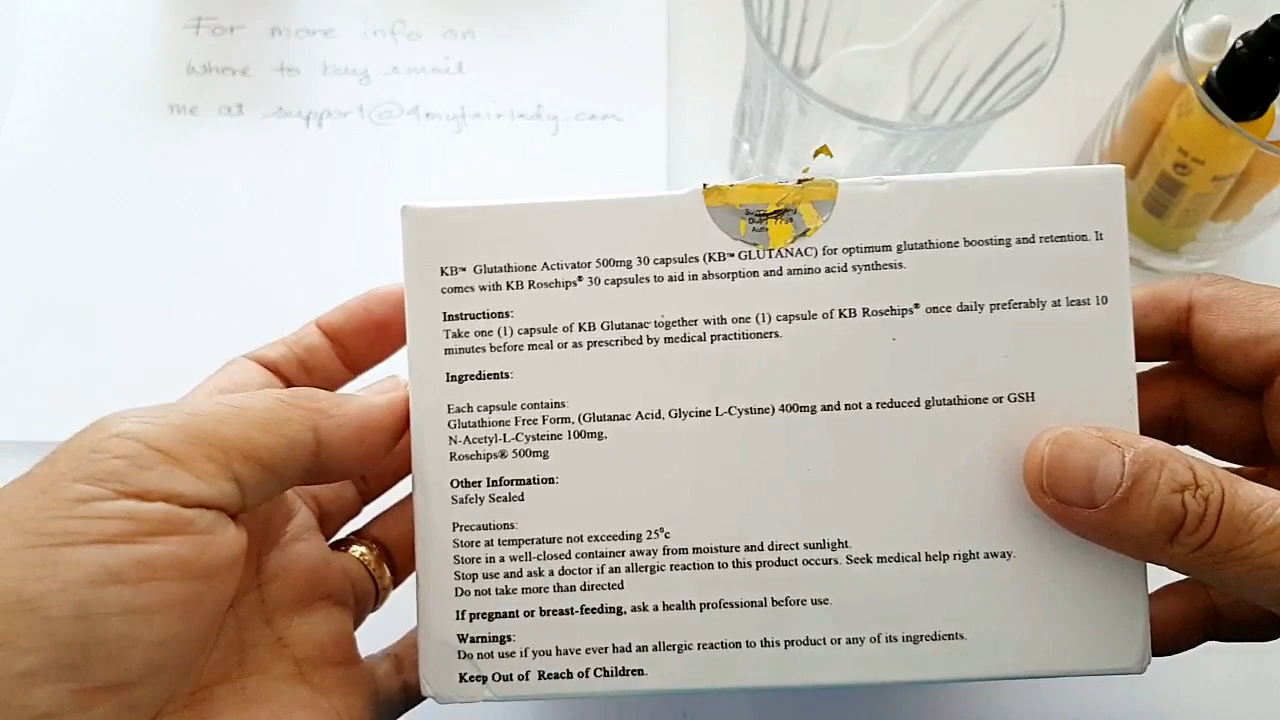 For more info on
where to buy email
me at support@4myfairlady.com
KB™ Glutathione Activator 500mg 30 capsules (KB™ GLUTANAC) for optimum glutathione boosting and retention. It
comes with KB Rosehips® 30 capsules to aid in absorption and amino acid synthesis.
Instructions:
Take one (1) capsule of KB Glutanac together with one (1) capsule of KB Rosehips® once daily preferably at least 10
minutes before meal or as prescribed by medical practitioners.
Ingredients:
Each capsule contains:
Glutathione Free Form, (Glutanac Acid, Glycine L-Cystine) 400mg and not a reduced glutathione or GSH
N-Acetyl-L-Cysteine 100mg,
Rosehips® 500mg
Other Information:
Safely Sealed
Precautions:
Store at temperature not exceeding 25⁰c
Store in a well-closed container away from moisture and direct sunlight.
Stop use and ask a doctor if an allergic reaction to this product occurs. Seek medical help right away.
Do not take more than directed
If pregnant or breast-feeding, ask a health professional before use.
Warnings:
Do not use if you have ever had an allergic reaction to this product or any of its ingredients.
Keep Out of Reach of Children.